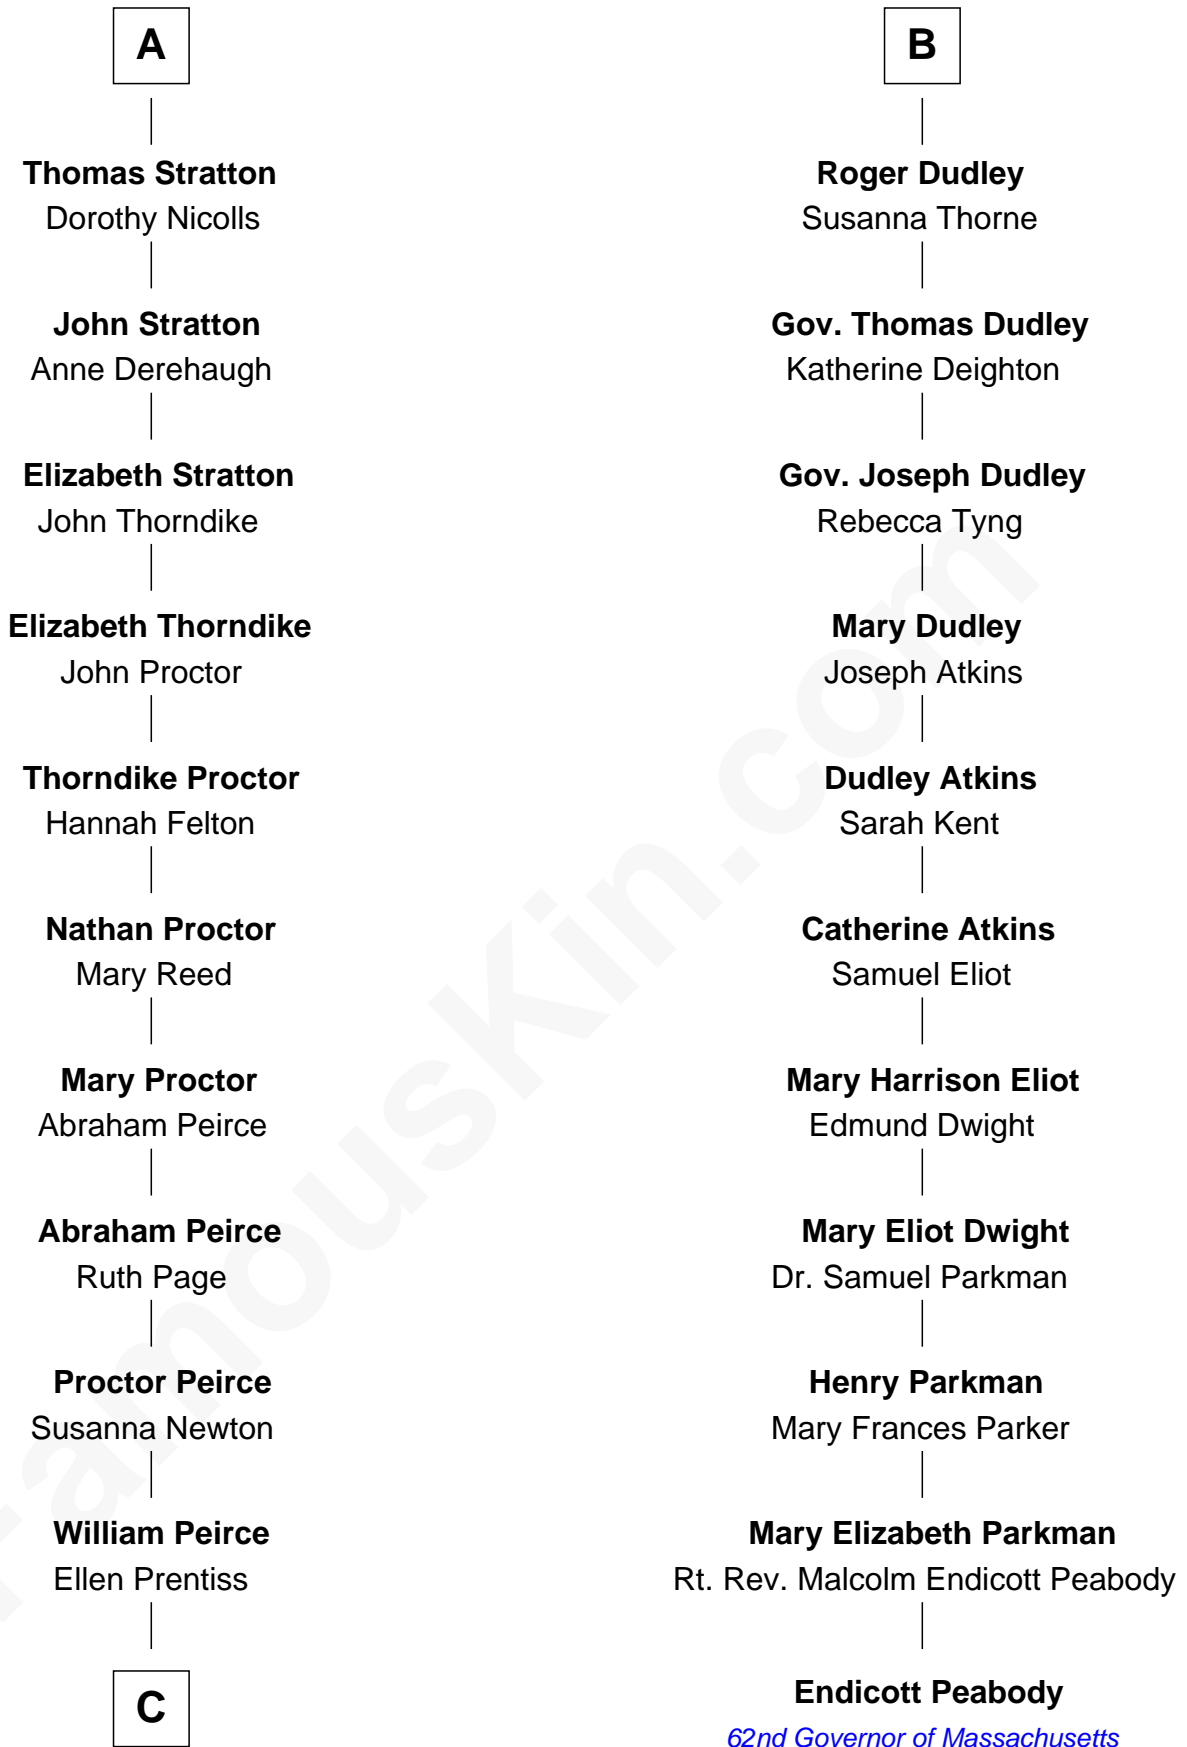 A
Thomas Stratton
Dorothy Nicolls
John Stratton
Anne Derehaugh
Elizabeth Stratton
John Thorndike
Elizabeth Thorndike
John Proctor
Thorndike Proctor
Hannah Felton
Nathan Proctor
Mary Reed
Mary Proctor
Abraham Peirce
Abraham Peirce
Ruth Page
Proctor Peirce
Susanna Newton
William Peirce
Ellen Prentiss
C
B
Roger Dudley
Susanna Thorne
Gov. Thomas Dudley
Katherine Deighton
Gov. Joseph Dudley
Rebecca Tyng
Mary Dudley
Joseph Atkins
Dudley Atkins
Sarah Kent
Catherine Atkins
Samuel Eliot
Mary Harrison Eliot
Edmund Dwight
Mary Eliot Dwight
Dr. Samuel Parkman
Henry Parkman
Mary Frances Parker
Mary Elizabeth Parkman
Rt. Rev. Malcolm Endicott Peabody
Endicott Peabody
62nd Governor of Massachusetts
FamousKin.com